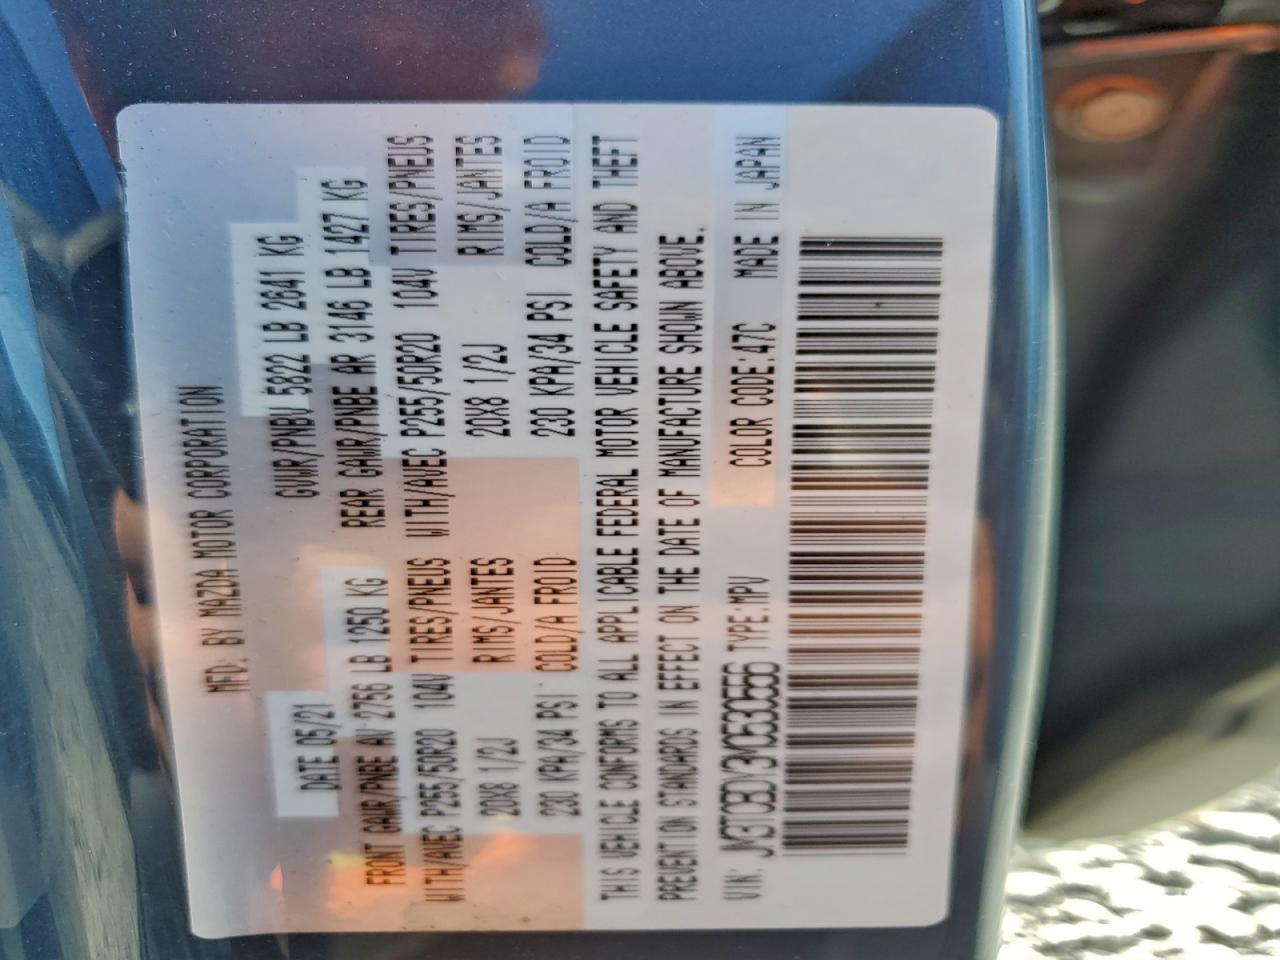 MFD. BY MAZDA MOTOR CORPORATION
DATE 05/21 GVWR/PNBV 5822 LB 2641 KG
FRONT GAWR/PNBE AV 2756 LB 1250 KG REAR GAWR/PNBE AR 3146 LB 1427 KG
WITH/AVEC P255/50R20 104V TIRES/PNEUS WITH/AVEC P255/50R20 104V TIRES/PNEUS
20X8 1/2J RIMS/JANTES 20X8 1/2J RIMS/JANTES
230 KPA/34 PSI COLD/A FROID 230 KPA/34 PSI COLD/A FROID
THIS VEHICLE CONFORMS TO ALL APPLICABLE FEDERAL MOTOR VEHICLE SAFETY AND THEFT
PREVENTION STANDARDS IN EFFECT ON THE DATE OF MANUFACTURE SHOWN ABOVE.
VIN: TYPE:MPV COLOR CODE:47C MADE IN JAPAN